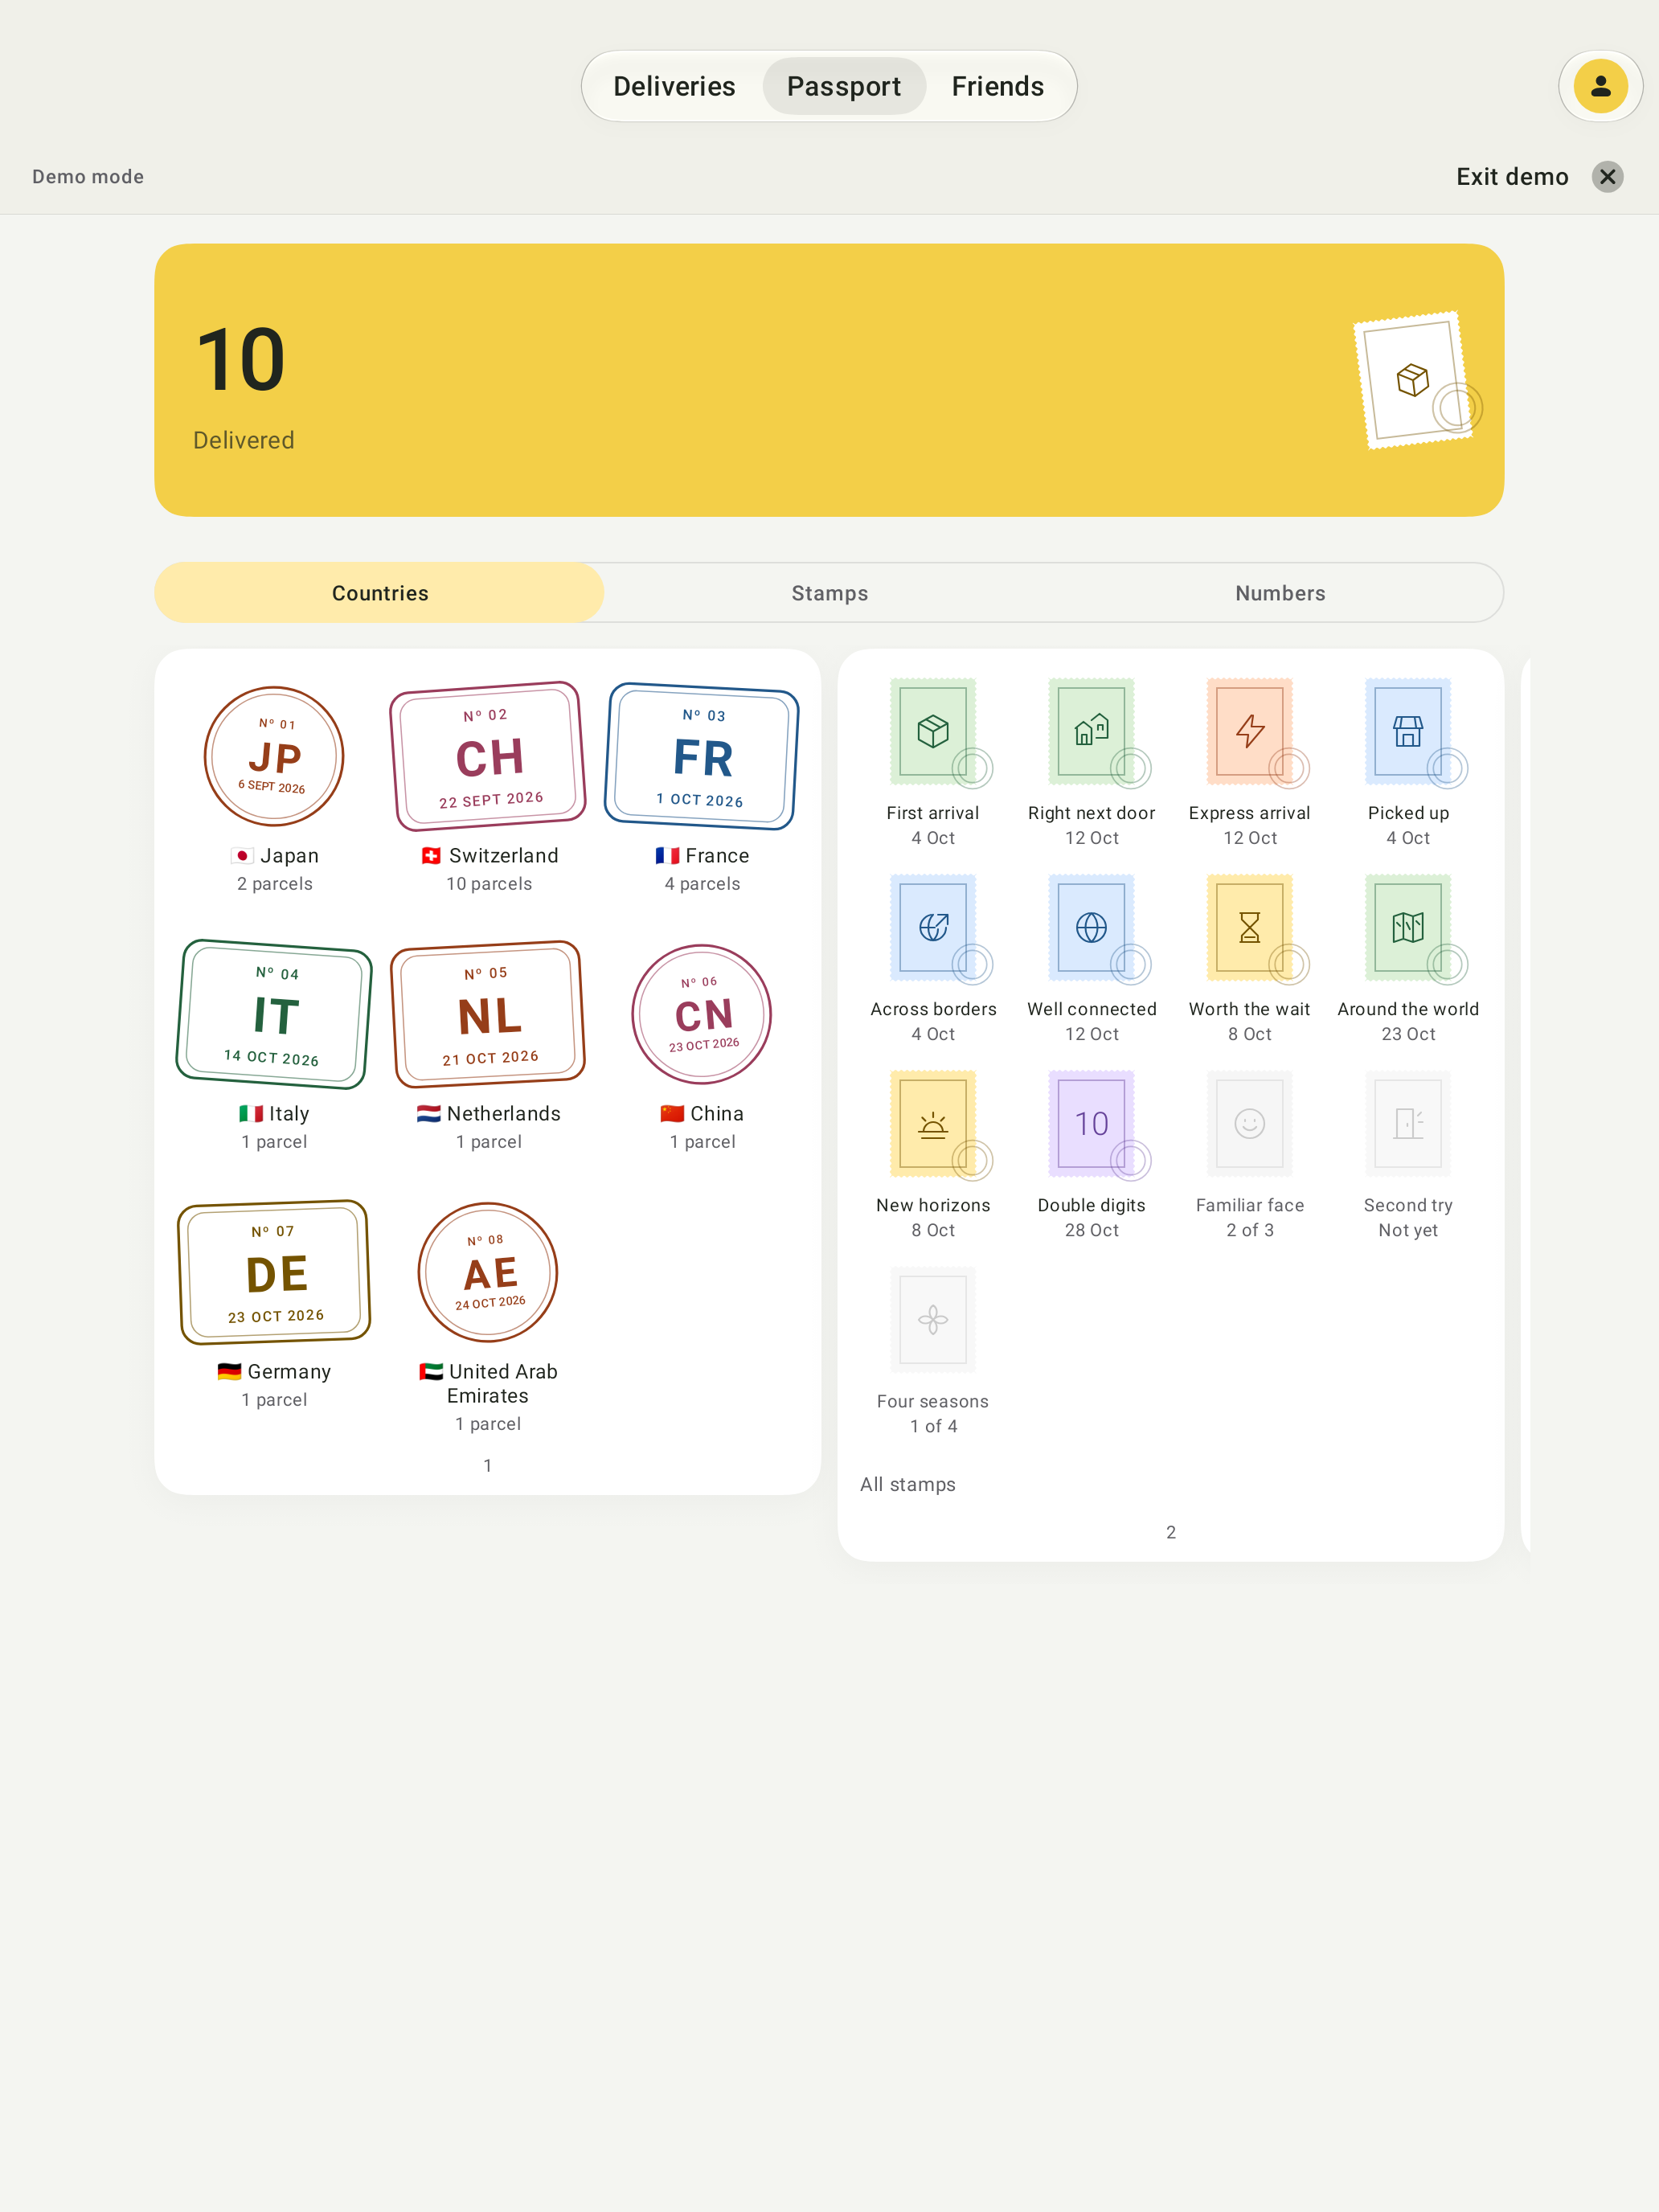 Deliveries
Passport
Friends
Demo mode
Exit demo
10
Delivered
Countries
Stamps
Numbers
Nº 01
JP
6 SEPT 2026
🇯🇵 Japan
2 parcels
Nº 02
CH
22 SEPT 2026
🇨🇭 Switzerland
10 parcels
Nº 03
FR
1 OCT 2026
🇫🇷 France
4 parcels
Nº 04
IT
14 OCT 2026
🇮🇹 Italy
1 parcel
Nº 05
NL
21 OCT 2026
🇳🇱 Netherlands
1 parcel
Nº 06
CN
23 OCT 2026
🇨🇳 China
1 parcel
Nº 07
DE
23 OCT 2026
🇩🇪 Germany
1 parcel
Nº 08
AE
24 OCT 2026
🇦🇪 United Arab
Emirates
1 parcel
1
First arrival
4 Oct
Right next door
12 Oct
Express arrival
12 Oct
Picked up
4 Oct
Across borders
4 Oct
Well connected
12 Oct
Worth the wait
8 Oct
Around the world
23 Oct
New horizons
8 Oct
10
Double digits
28 Oct
Familiar face
2 of 3
Second try
Not yet
Four seasons
1 of 4
All stamps
2